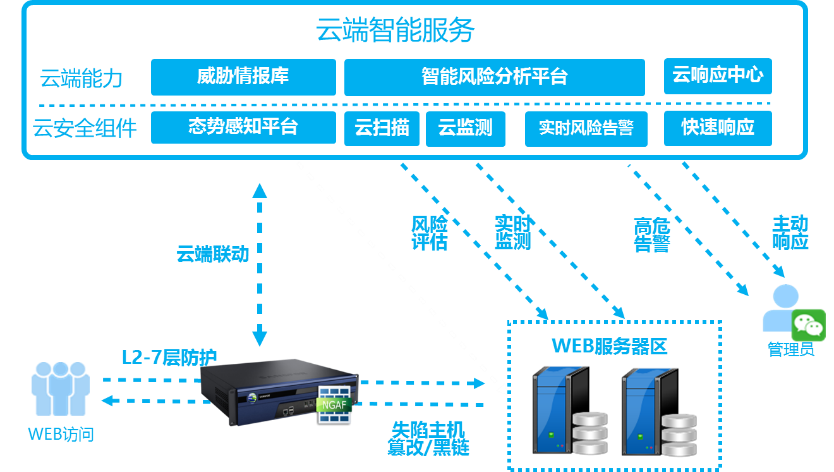 云端智能服务
云端能力
威胁情报库
智能风险分析平台
云响应中心
云安全组件
态势感知平台
云扫描
云监测
实时风险告警
快速响应
云端联动
风险
评估
实时
监测
高危
告警
主动
响应
管理员
L2-7层防护
WEB服务器区
NGAF
WEB访问
失陷主机
篡改/黑链